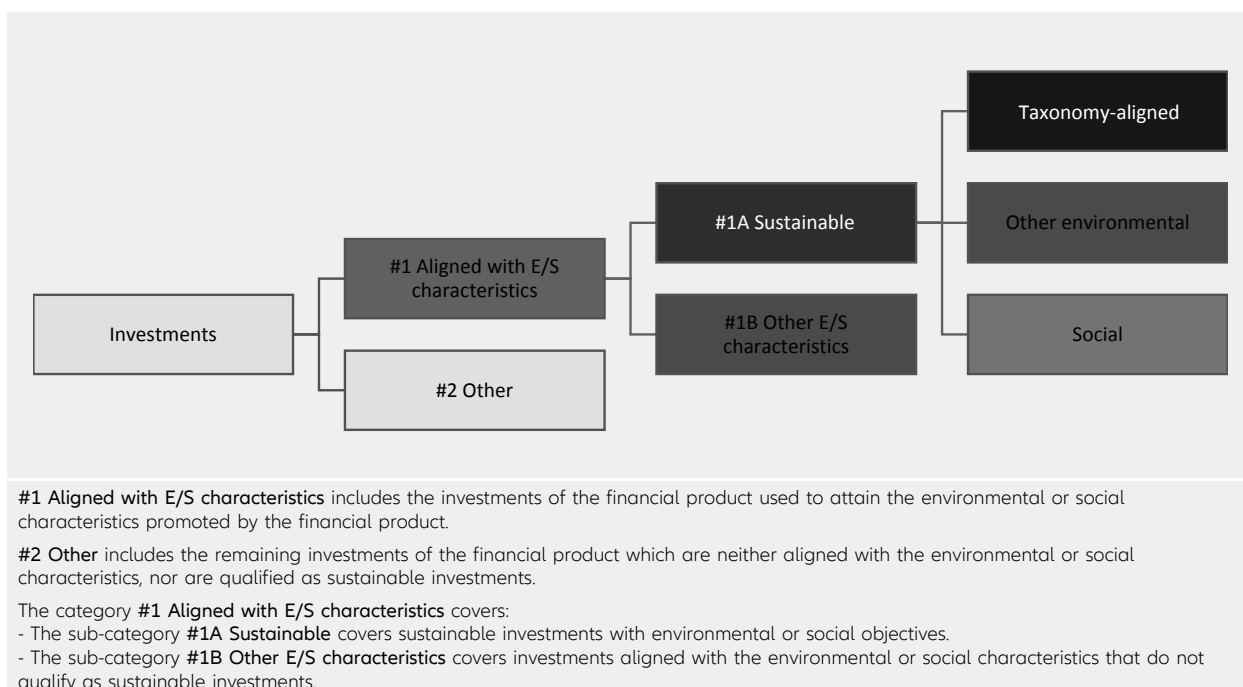 Taxonomy-aligned
#1A Sustainable
Other environmental
#1 Aligned with E/S
characteristics
Investments
#1B Other E/S
characteristics
Social
#2 Other
#1 Aligned with E/S characteristics includes the investments of the financial product used to attain the environmental or social
characteristics promoted by the financial product.
#2 Other includes the remaining investments of the financial product which are neither aligned with the environmental or social
characteristics, nor are qualified as sustainable investments.
The category #1 Aligned with E/S characteristics covers:
- The sub-category #1A Sustainable covers sustainable investments with environmental or social objectives.
- The sub-category #1B Other E/S characteristics covers investments aligned with the environmental or social characteristics that do not
qualify as sustainable investments.